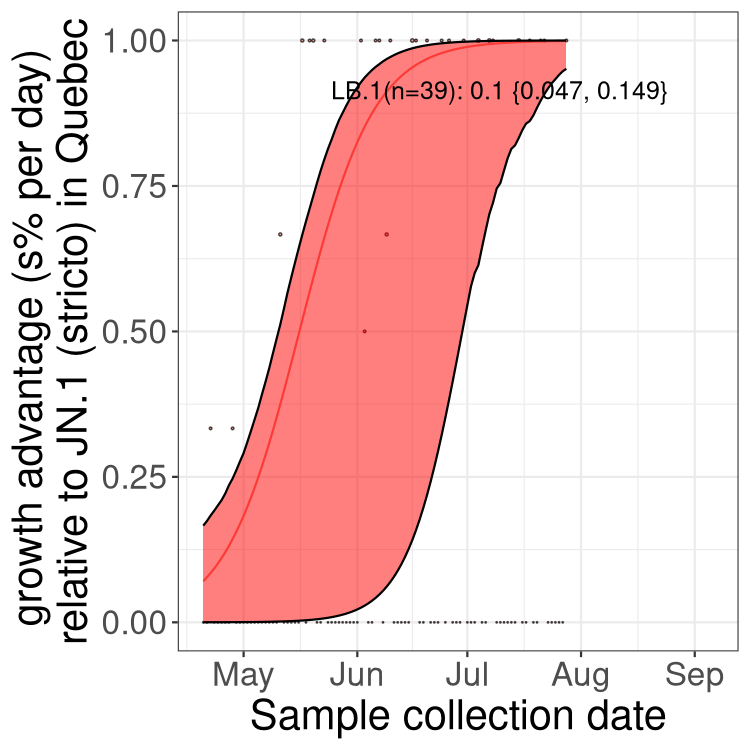 growth advantage (s% per day)
relative to JN.1 (stricto) in Quebec
1.00
0.75
0.50
0.25
0.00
LB.1(n=39): 0.1 {0.047, 0.149}
May Jun Jul Aug Sep
Sample collection date